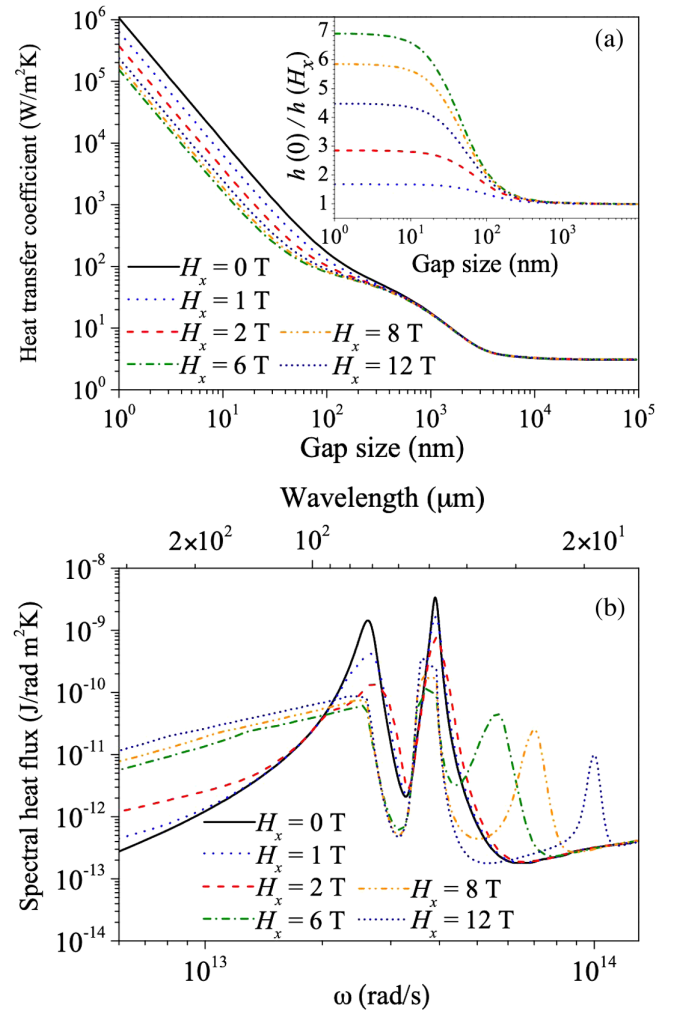 (a)
Heat transfer coefficient (W/m²K)
10⁶
10⁵
10⁴
10³
10²
10¹
10⁰
h (0) / h (Hₓ)
7
6
5
4
3
2
1
10⁰ 10¹ 10² 10³
Gap size (nm)
Hₓ = 0 T
Hₓ = 1 T
Hₓ = 2 T
Hₓ = 6 T
Hₓ = 8 T
Hₓ = 12 T
10⁰ 10¹ 10² 10³ 10⁴ 10⁵
Gap size (nm)
Wavelength (μm)
2×10² 10² 2×10¹
(b)
Spectral heat flux (J/rad m²K)
10⁻⁸
10⁻⁹
10⁻¹⁰
10⁻¹¹
10⁻¹²
10⁻¹³
10⁻¹⁴
Hₓ = 0 T
Hₓ = 1 T
Hₓ = 2 T
Hₓ = 6 T
Hₓ = 8 T
Hₓ = 12 T
10¹³ 10¹⁴
ω (rad/s)